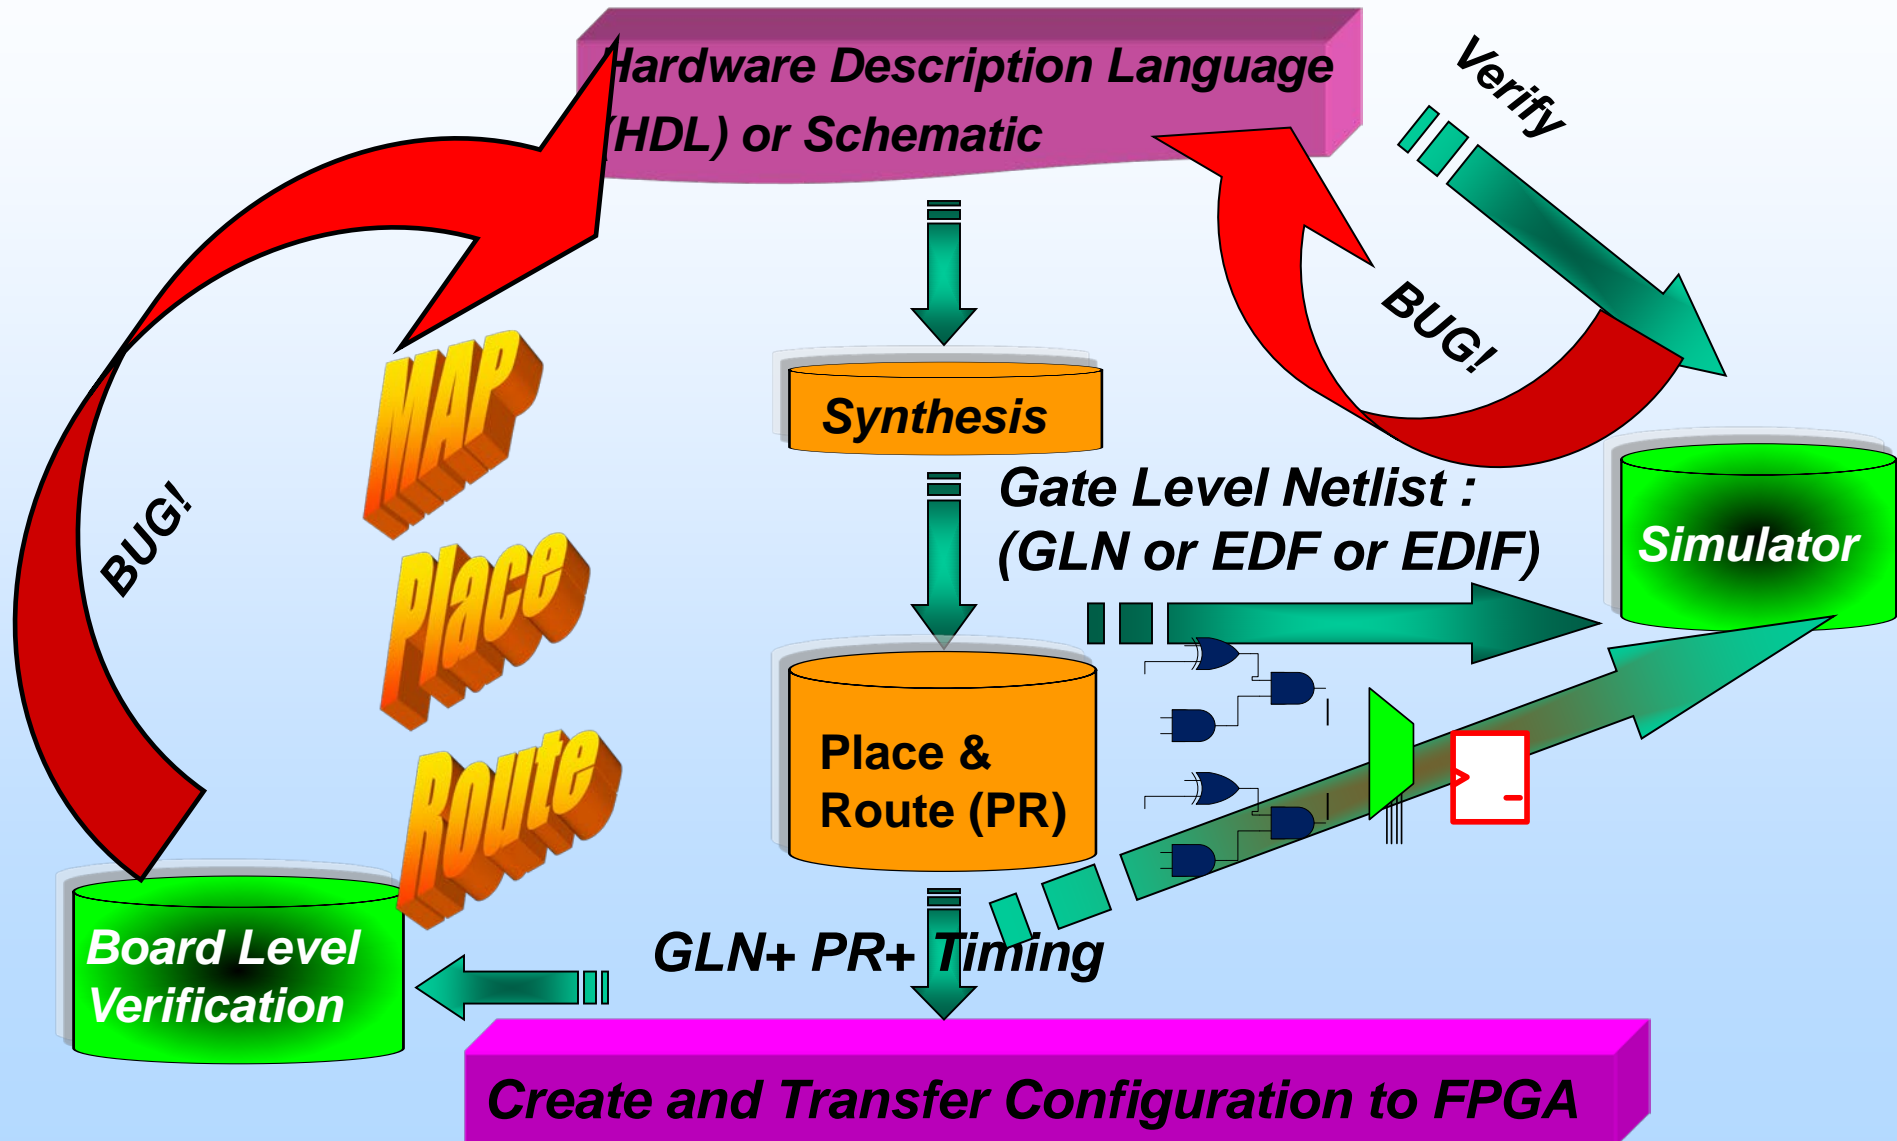 Hardware Description Language
(HDL) or Schematic
Verify
BUG!
MAP
Synthesis
Gate Level Netlist :
(GLN or EDF or EDIF)
Simulator
BUG!
Place
Place &
Route (PR)
Route
Board Level
Verification
GLN+ PR+ Timing
Create and Transfer Configuration to FPGA